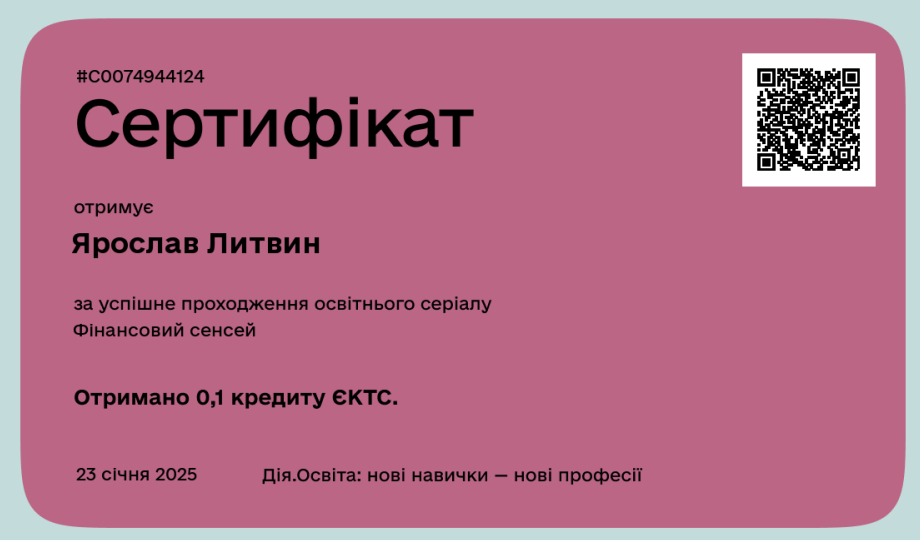 #C0074944124
Сертифікат
отримує
Ярослав Литвин
за успішне проходження освітнього серіалу
Фінансовий сенсей
Отримано 0,1 кредиту ЄКТС.
23 січня 2025
Дія.Освіта: нові навички — нові професії